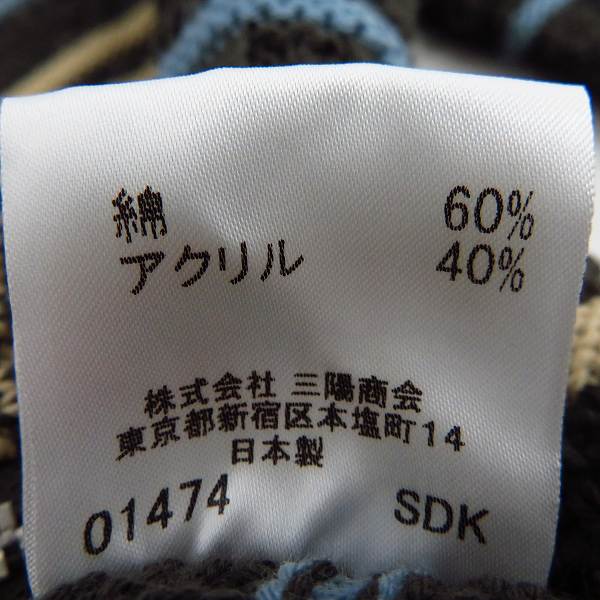 綿 60%
アクリル 40%
株式会社 三陽商会
東京都新宿区本塩町14
日本製
01474 SDK